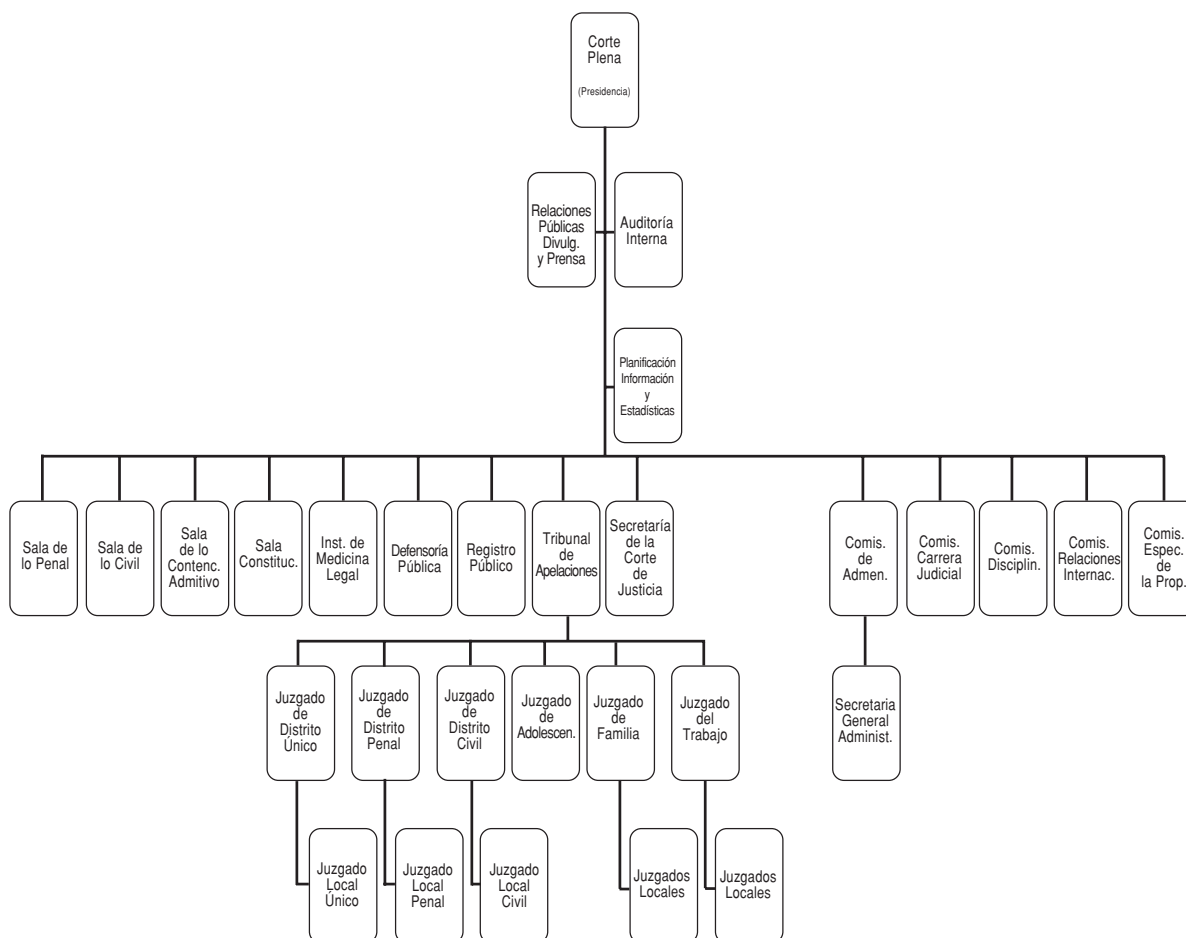 Corte
Plena
(Presidencia)
Relaciones
Públicas
Divulg.
y Prensa
Auditoría
Interna
Planificación
Información
y
Estadísticas
Sala de
lo Penal
Sala de
lo Civil
Sala
de lo
Contenc.
Admitivo
Sala
Constituc.
Inst. de
Medicina
Legal
Defensoría
Pública
Registro
Público
Tribunal
de
Apelaciones
Secretaría
de la
Corte
de
Justicia
Comis.
de
Admen.
Comis.
Carrera
Judicial
Comis.
Disciplin.
Comis.
Relaciones
Internac.
Comis.
Espec.
de
la Prop.
Juzgado
de
Distrito
Único
Juzgado
de
Distrito
Penal
Juzgado
de
Distrito
Civil
Juzgado
de
Adolescen.
Juzgado
de
Familia
Juzgado
del
Trabajo
Secretaria
General
Administ.
Juzgado
Local
Único
Juzgado
Local
Penal
Juzgado
Local
Civil
Juzgados
Locales
Juzgados
Locales